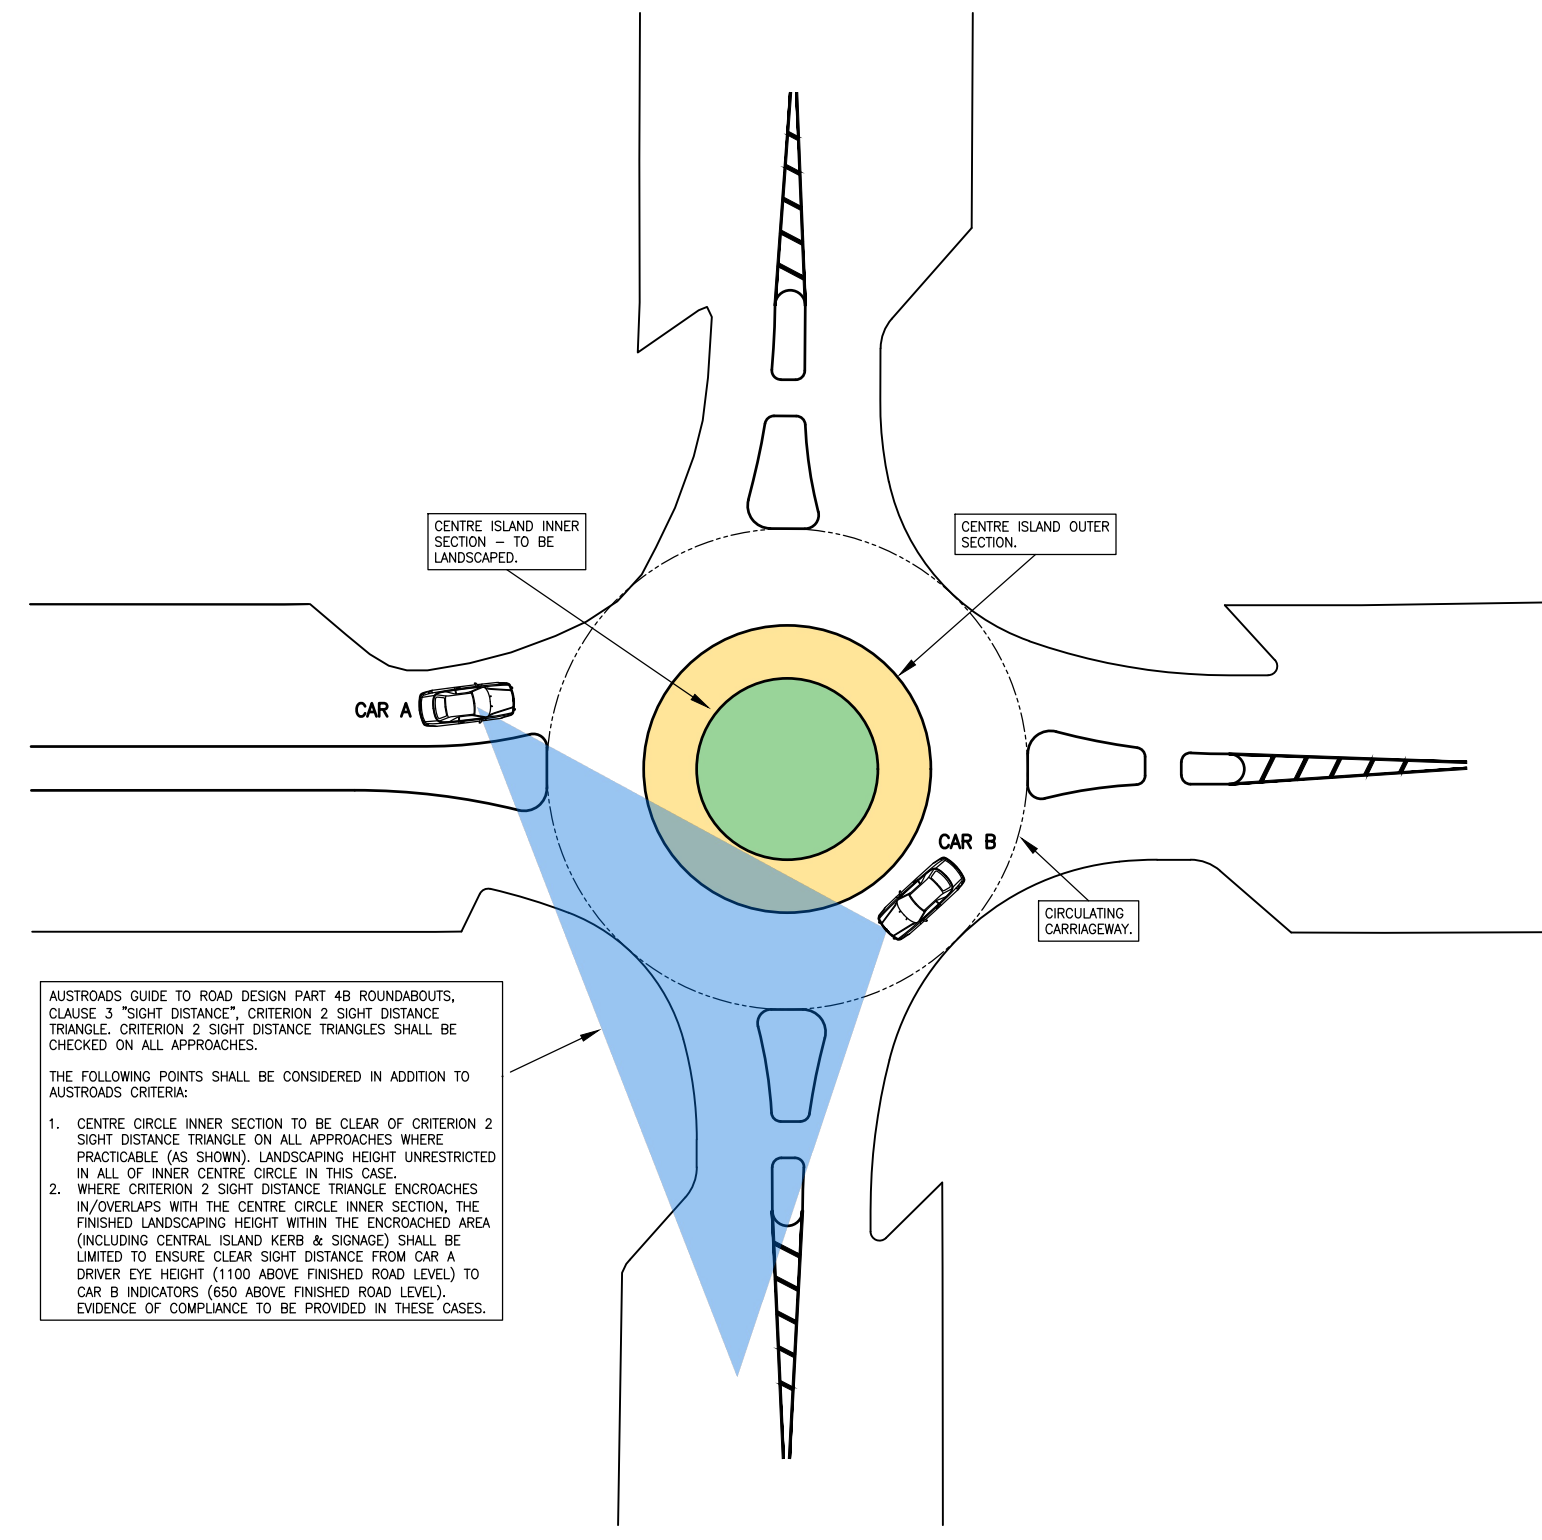 CENTRE ISLAND INNER
SECTION – TO BE
LANDSCAPED.
CENTRE ISLAND OUTER
SECTION.
CAR A
CAR B
CIRCULATING
CARRIAGEWAY.
AUSTROADS GUIDE TO ROAD DESIGN PART 4B ROUNDABOUTS,
CLAUSE 3 "SIGHT DISTANCE", CRITERION 2 SIGHT DISTANCE
TRIANGLE. CRITERION 2 SIGHT DISTANCE TRIANGLES SHALL BE
CHECKED ON ALL APPROACHES.
THE FOLLOWING POINTS SHALL BE CONSIDERED IN ADDITION TO
AUSTROADS CRITERIA:
1. CENTRE CIRCLE INNER SECTION TO BE CLEAR OF CRITERION 2
SIGHT DISTANCE TRIANGLE ON ALL APPROACHES WHERE
PRACTICABLE (AS SHOWN). LANDSCAPING HEIGHT UNRESTRICTED
IN ALL OF INNER CENTRE CIRCLE IN THIS CASE.
2. WHERE CRITERION 2 SIGHT DISTANCE TRIANGLE ENCROACHES
IN/OVERLAPS WITH THE CENTRE CIRCLE INNER SECTION, THE
FINISHED LANDSCAPING HEIGHT WITHIN THE ENCROACHED AREA
(INCLUDING CENTRAL ISLAND KERB & SIGNAGE) SHALL BE
LIMITED TO ENSURE CLEAR SIGHT DISTANCE FROM CAR A
DRIVER EYE HEIGHT (1100 ABOVE FINISHED ROAD LEVEL) TO
CAR B INDICATORS (650 ABOVE FINISHED ROAD LEVEL).
EVIDENCE OF COMPLIANCE TO BE PROVIDED IN THESE CASES.